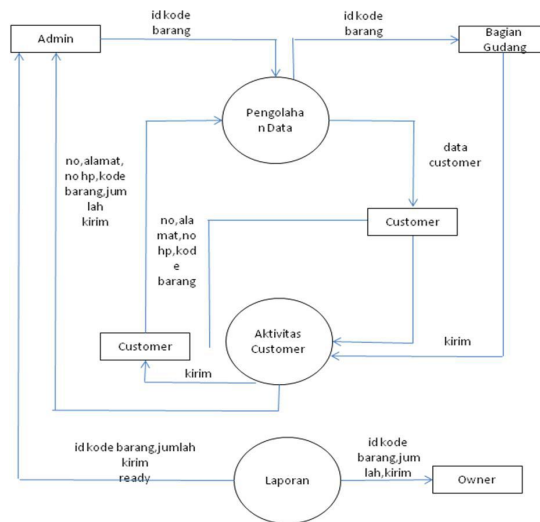 id kode
barang
id kode
barang
Admin
Bagian
Gudang
Pengolaha
n Data
no,alamat,
no hp,kode
barang,jum
lah
kirim
data
customer
no,ala
mat,no
hp,kod
e
barang
Customer
Customer
Aktivitas
Customer
kirim
kirim
id kode barang,jumlah
kirim
ready
Laporan
id kode
barang,jum
lah,kirim
Owner